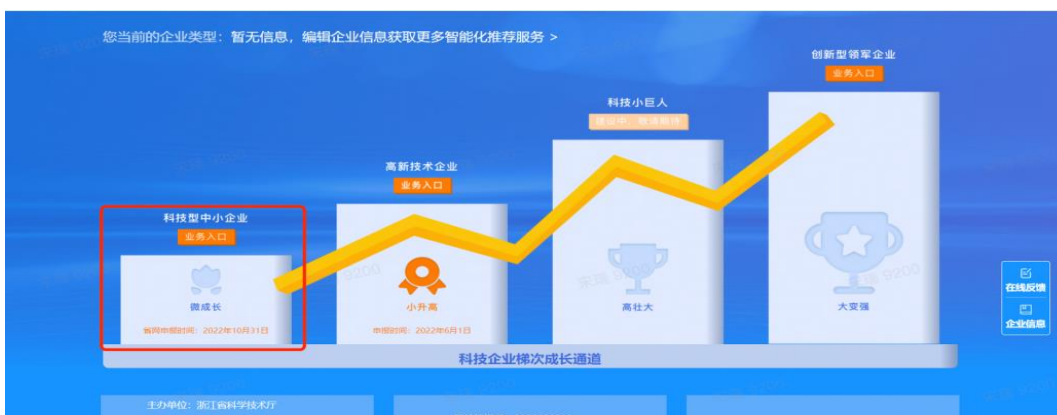 您当前的企业类型：暂无信息，编辑企业信息获取更多智能化推荐服务 >
创新型领军企业
业务入口
科技小巨人
建设中，敬请期待
高新技术企业
业务入口
科技型中小企业
业务入口
微成长
省网申报时间：2022年10月31日
小升高
申报时间：2022年6月1日
高壮大
大变强
在线反馈
企业信息
科技企业梯次成长通道
主办单位：浙江省科学技术厅